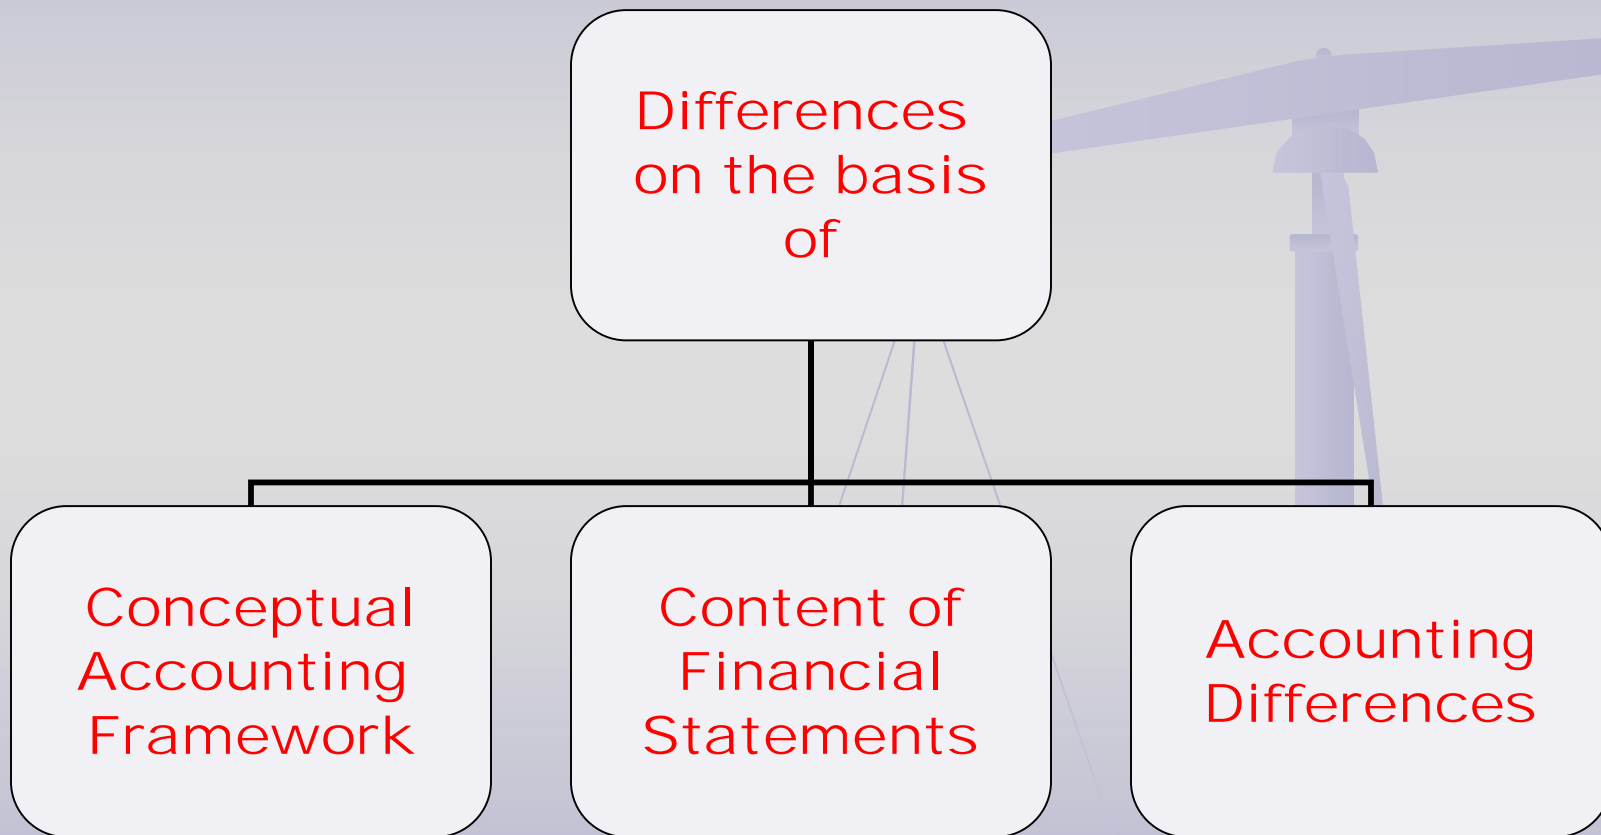 Differences
on the basis
of
Conceptual
Accounting
Framework
Content of
Financial
Statements
Accounting
Differences